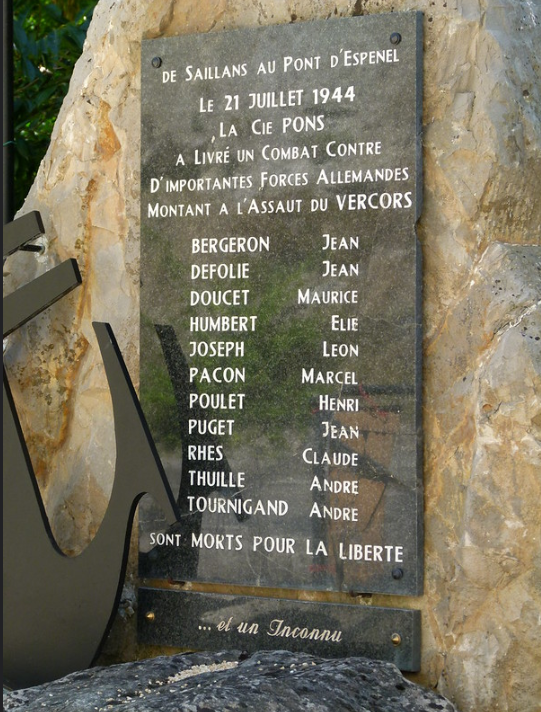 DE SAILLANS AU PONT D'ESPENEL
LE 21 JUILLET 1944
LA CIE PONS
A LIVRÉ UN COMBAT CONTRE
D'IMPORTANTES FORCES ALLEMANDES
MONTANT A L'ASSAUT DU VERCORS
BERGERON JEAN
DEFOLIE JEAN
DOUCET MAURICE
HUMBERT ELIE
JOSEPH LEON
PACON MARCEL
POULET HENRI
PUGET JEAN
RHES CLAUDE
THUILLE ANDRE
TOURNIGAND ANDRE
SONT MORTS POUR LA LIBERTE
... et un Inconnu